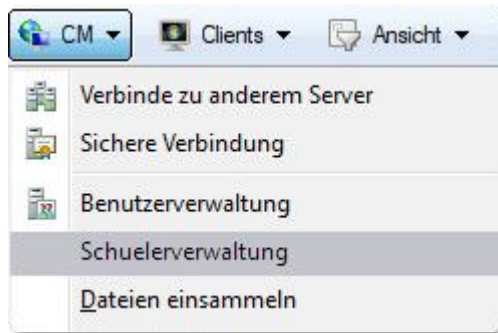 CM Clients Ansicht
Verbinde zu anderem Server
Sichere Verbindung
Benutzerverwaltung
Schuelerverwaltung
Dateien einsammeln